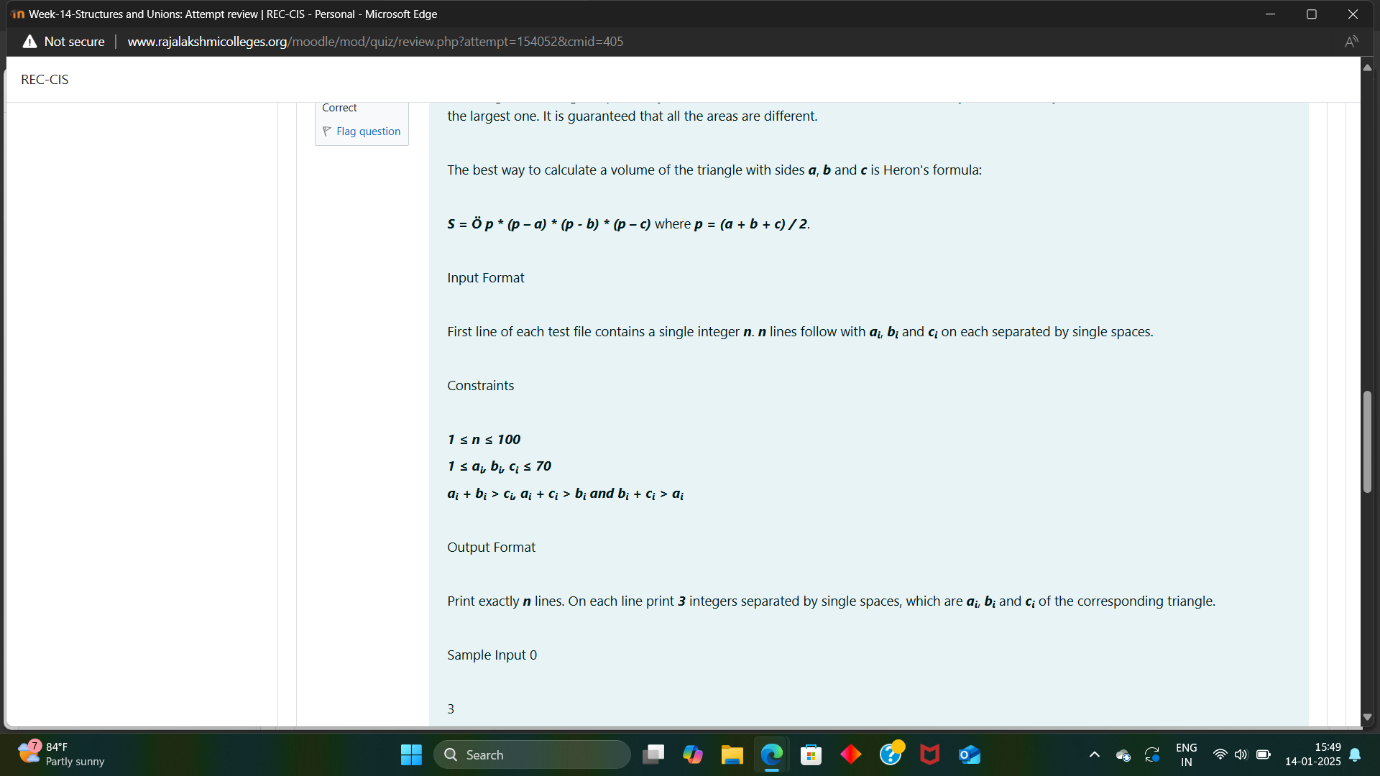 Week-14-Structures and Unions: Attempt review | REC-CIS - Personal - Microsoft Edge
Not secure | www.rajalakshmicolleges.org/moodle/mod/quiz/review.php?attempt=154052&cmid=405
REC-CIS
Correct
Flag question
the largest one. It is guaranteed that all the areas are different.
The best way to calculate a volume of the triangle with sides a, b and c is Heron's formula:
S = Ö p * (p – a) * (p - b) * (p – c) where p = (a + b + c) / 2.
Input Format
First line of each test file contains a single integer n. n lines follow with ai, bi and ci on each separated by single spaces.
Constraints
1 ≤ n ≤ 100
1 ≤ ai, bi, ci ≤ 70
ai + bi > ci, ai + ci > bi and bi + ci > ai
Output Format
Print exactly n lines. On each line print 3 integers separated by single spaces, which are ai, bi and ci of the corresponding triangle.
Sample Input 0
3
7
84°F
Partly sunny
Search
ENG
IN
15:49
14-01-2025